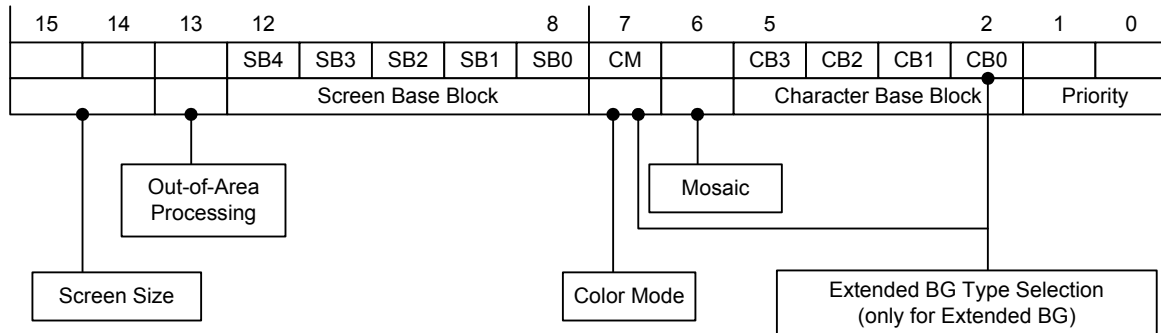 15 14 13 12 8 7 6 5 2 1 0
SB4 SB3 SB2 SB1 SB0 CM CB3 CB2 CB1 CB0
Screen Base Block Character Base Block Priority
Out-of-Area
Processing
Mosaic
Screen Size
Color Mode
Extended BG Type Selection
(only for Extended BG)